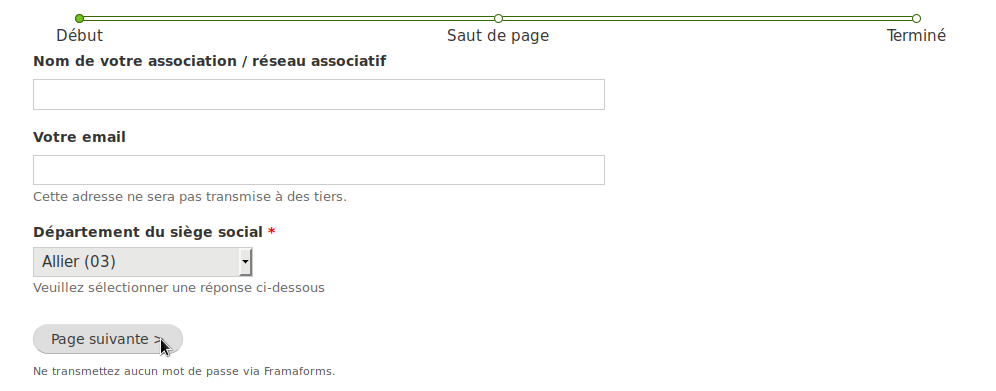 Début Saut de page Terminé
Nom de votre association / réseau associatif
Votre email
Cette adresse ne sera pas transmise à des tiers.
Département du siège social *
Allier (03)
Veuillez sélectionner une réponse ci-dessous
Page suivante >
Ne transmettez aucun mot de passe via Framaforms.